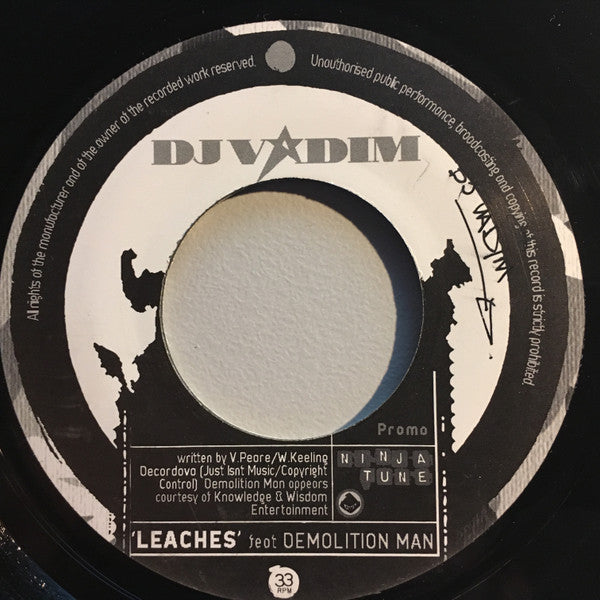 All rights of the manufacturer and of the owner of the recorded work reserved.
Unauthorised public performance, broadcasting and copying of this record is strictly prohibited.
DJ VADIM
Promo
NINJA
TUNE
written by V.Peare/W.Keeling
Decordova (Just Isnt Music/Copyright
Control) Demolition Man appears
courtesy of Knowledge & Wisdom
Entertainment
'LEACHES' feat DEMOLITION MAN
33
RPM